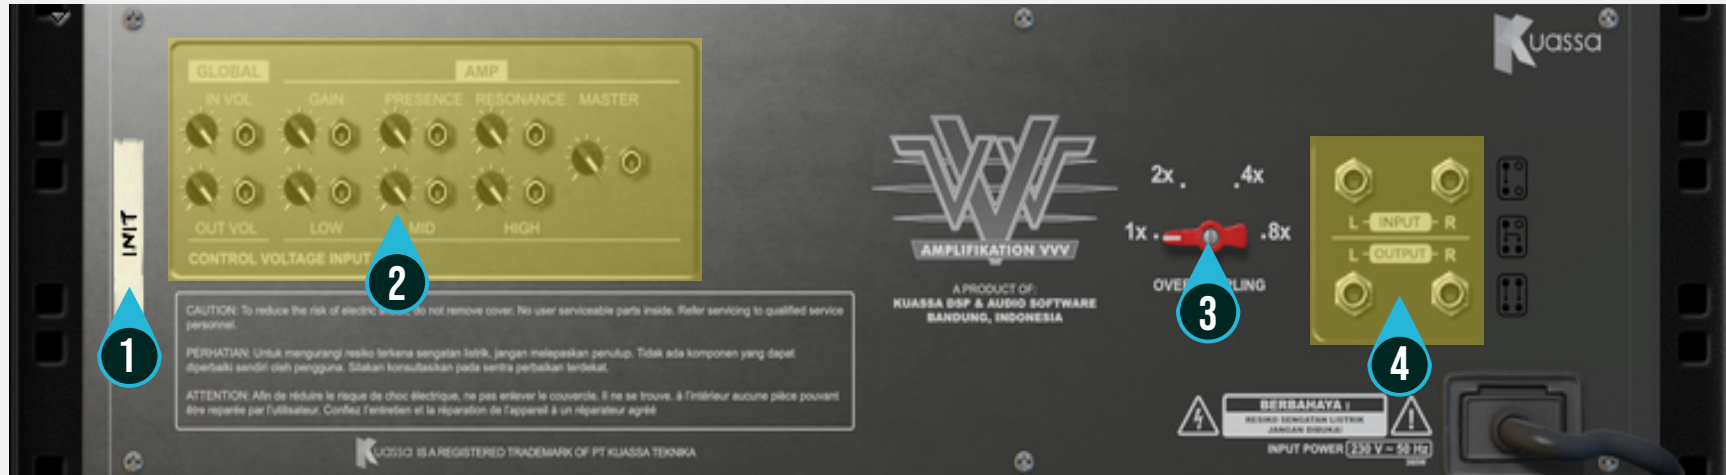 Kuassa
GLOBAL AMP
IN VOL GAIN PRESENCE RESONANCE MASTER
OUT VOL LOW MID HIGH
CONTROL VOLTAGE INPUT
INIT
1
2
CAUTION: To reduce the risk of electric do not remove cover. No user serviceable parts inside. Refer servicing to qualified service
personnel.
PERHATIAN: Untuk mengurangi resiko terkena sengatan listrik, jangan melepaskan penutup. Tidak ada komponen yang dapat
diperbaiki sendiri oleh pengguna. Silakan konsultasikan pada sentra perbaikan terdekat.
ATTENTION: Afin de réduire le risque de choc électrique, ne pas enlever le couvercle. Il ne se trouve. à l'intérieur aucune pièce pouvant
être reparée par l'utilisateur. Confiez l'entretien et la réparation de l'appareil à un réparateur agréé
Kuassa IS A REGISTERED TRADEMARK OF PT KUASSA TEKNIKA
VVV
AMPLIFIKATION VVV
A PRODUCT OF:
KUASSA DSP & AUDIO SOFTWARE
BANDUNG, INDONESIA
2x 4x
1x 8x
3
L INPUT R
L OUTPUT R
4
BERBAHAYA :
RESIKO SENGATAN LISTRIK
JANGAN DIBUKA!
INPUT POWER 230 V ~ 50 Hz